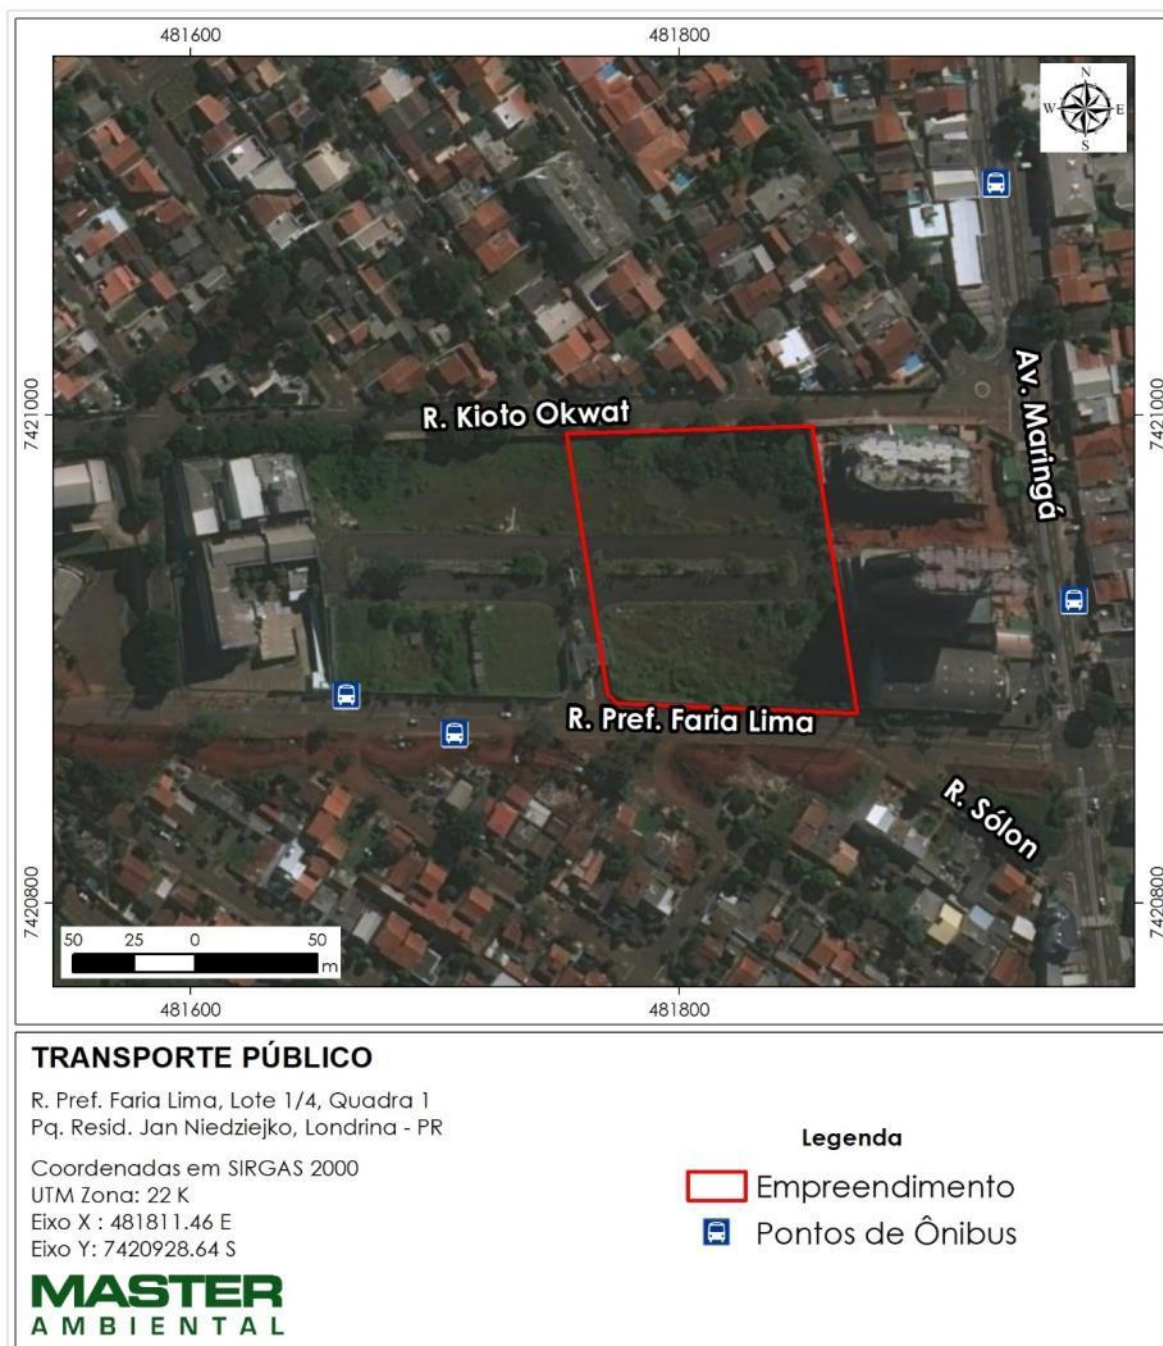 481600 481800
N
W E
S
7421000 7421000
R. Kioto Okwat
Av. Maringá
R. Pref. Faria Lima
R. Sólon
7420800 7420800
50 25 0 50
m
481600 481800
TRANSPORTE PÚBLICO
R. Pref. Faria Lima, Lote 1/4, Quadra 1
Pq. Resid. Jan Niedziejko, Londrina - PR
Coordenadas em SIRGAS 2000
UTM Zona: 22 K
Eixo X : 481811.46 E
Eixo Y: 7420928.64 S
MASTER
AMBIENTAL
Legenda
Empreendimento
Pontos de Ônibus